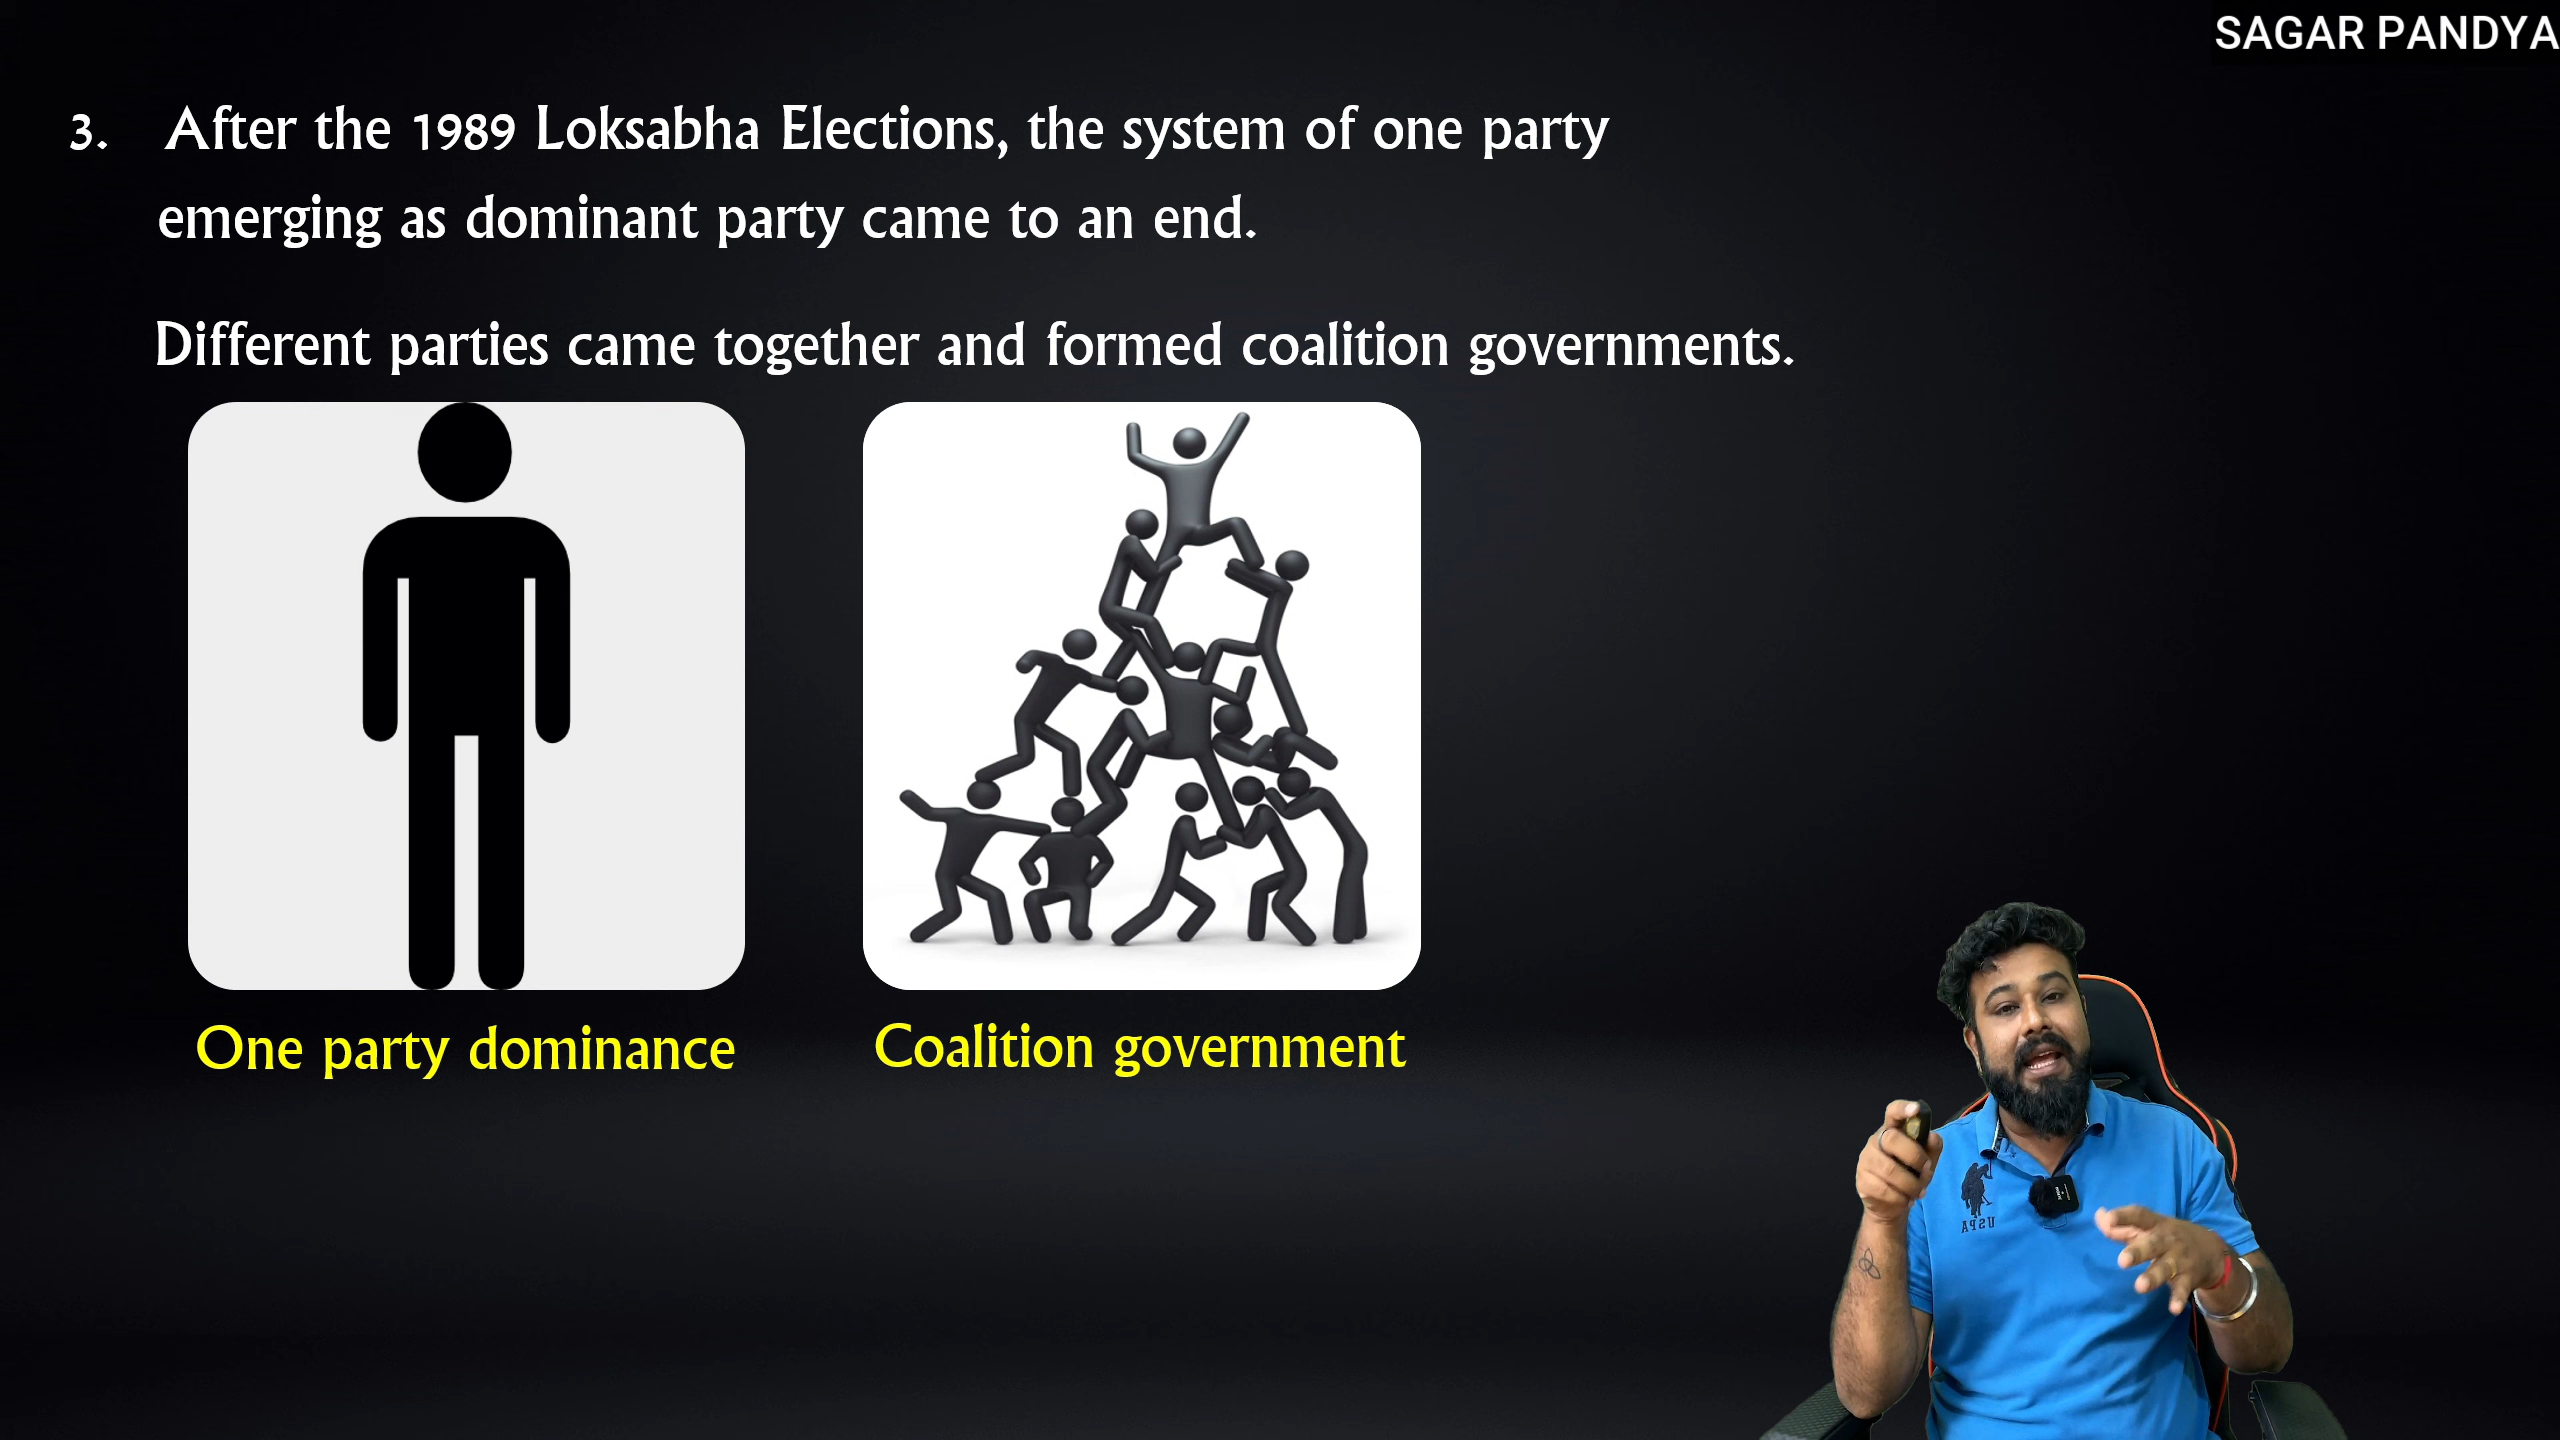 SAGAR PANDYA
3. After the 1989 Loksabha Elections, the system of one party
emerging as dominant party came to an end.
Different parties came together and formed coalition governments.
One party dominance
Coalition government
USPA